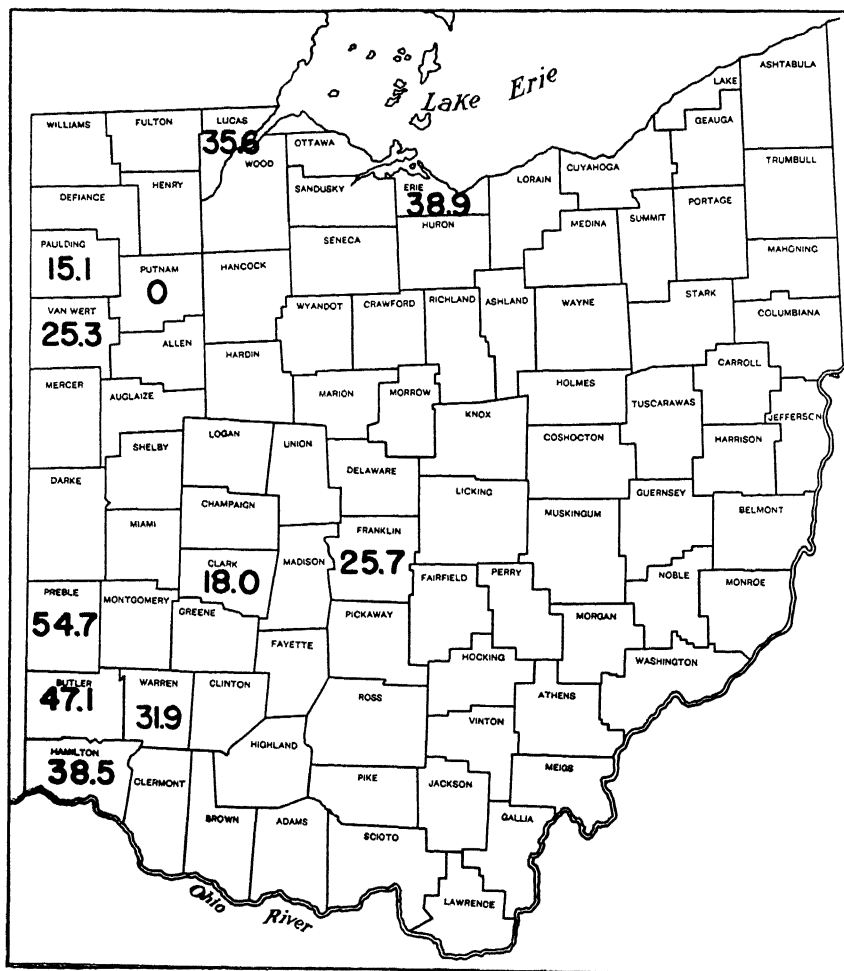 Lake Erie
LAKE
ASHTABULA
GEAUGA
WILLIAMS
FULTON
LUCAS
35.6
OTTAWA
WOOD
CUYAHOGA
TRUMBULL
HENRY
SANDUSKY
ERIE
38.9
LORAIN
DEFIANCE
HURON
MEDINA
SUMMIT
PORTAGE
SENECA
PAULDING
15.1
MAHONING
PUTNAM
0
HANCOCK
VAN WERT
25.3
WYANDOT
CRAWFORD
RICHLAND
ASHLAND
WAYNE
STARK
COLUMBIANA
ALLEN
HARDIN
CARROLL
MERCER
AUGLAIZE
MARION
MORROW
HOLMES
TUSCARAWAS
JEFFERSON
KNOX
LOGAN
UNION
COSHOCTON
HARRISON
SHELBY
DELAWARE
DARKE
LICKING
GUERNSEY
CHAMPAIGN
MUSKINGUM
BELMONT
MIAMI
FRANKLIN
25.7
CLARK
18.0
MADISON
FAIRFIELD
PERRY
NOBLE
MONROE
PREBLE
54.7
MONTGOMERY
GREENE
PICKAWAY
MORGAN
FAYETTE
HOCKING
WASHINGTON
BUTLER
47.1
WARREN
31.9
CLINTON
ROSS
ATHENS
VINTON
HIGHLAND
HAMILTON
38.5
CLERMONT
PIKE
JACKSON
MEIGS
BROWN
ADAMS
SCIOTO
GALLIA
LAWRENCE
Ohio River